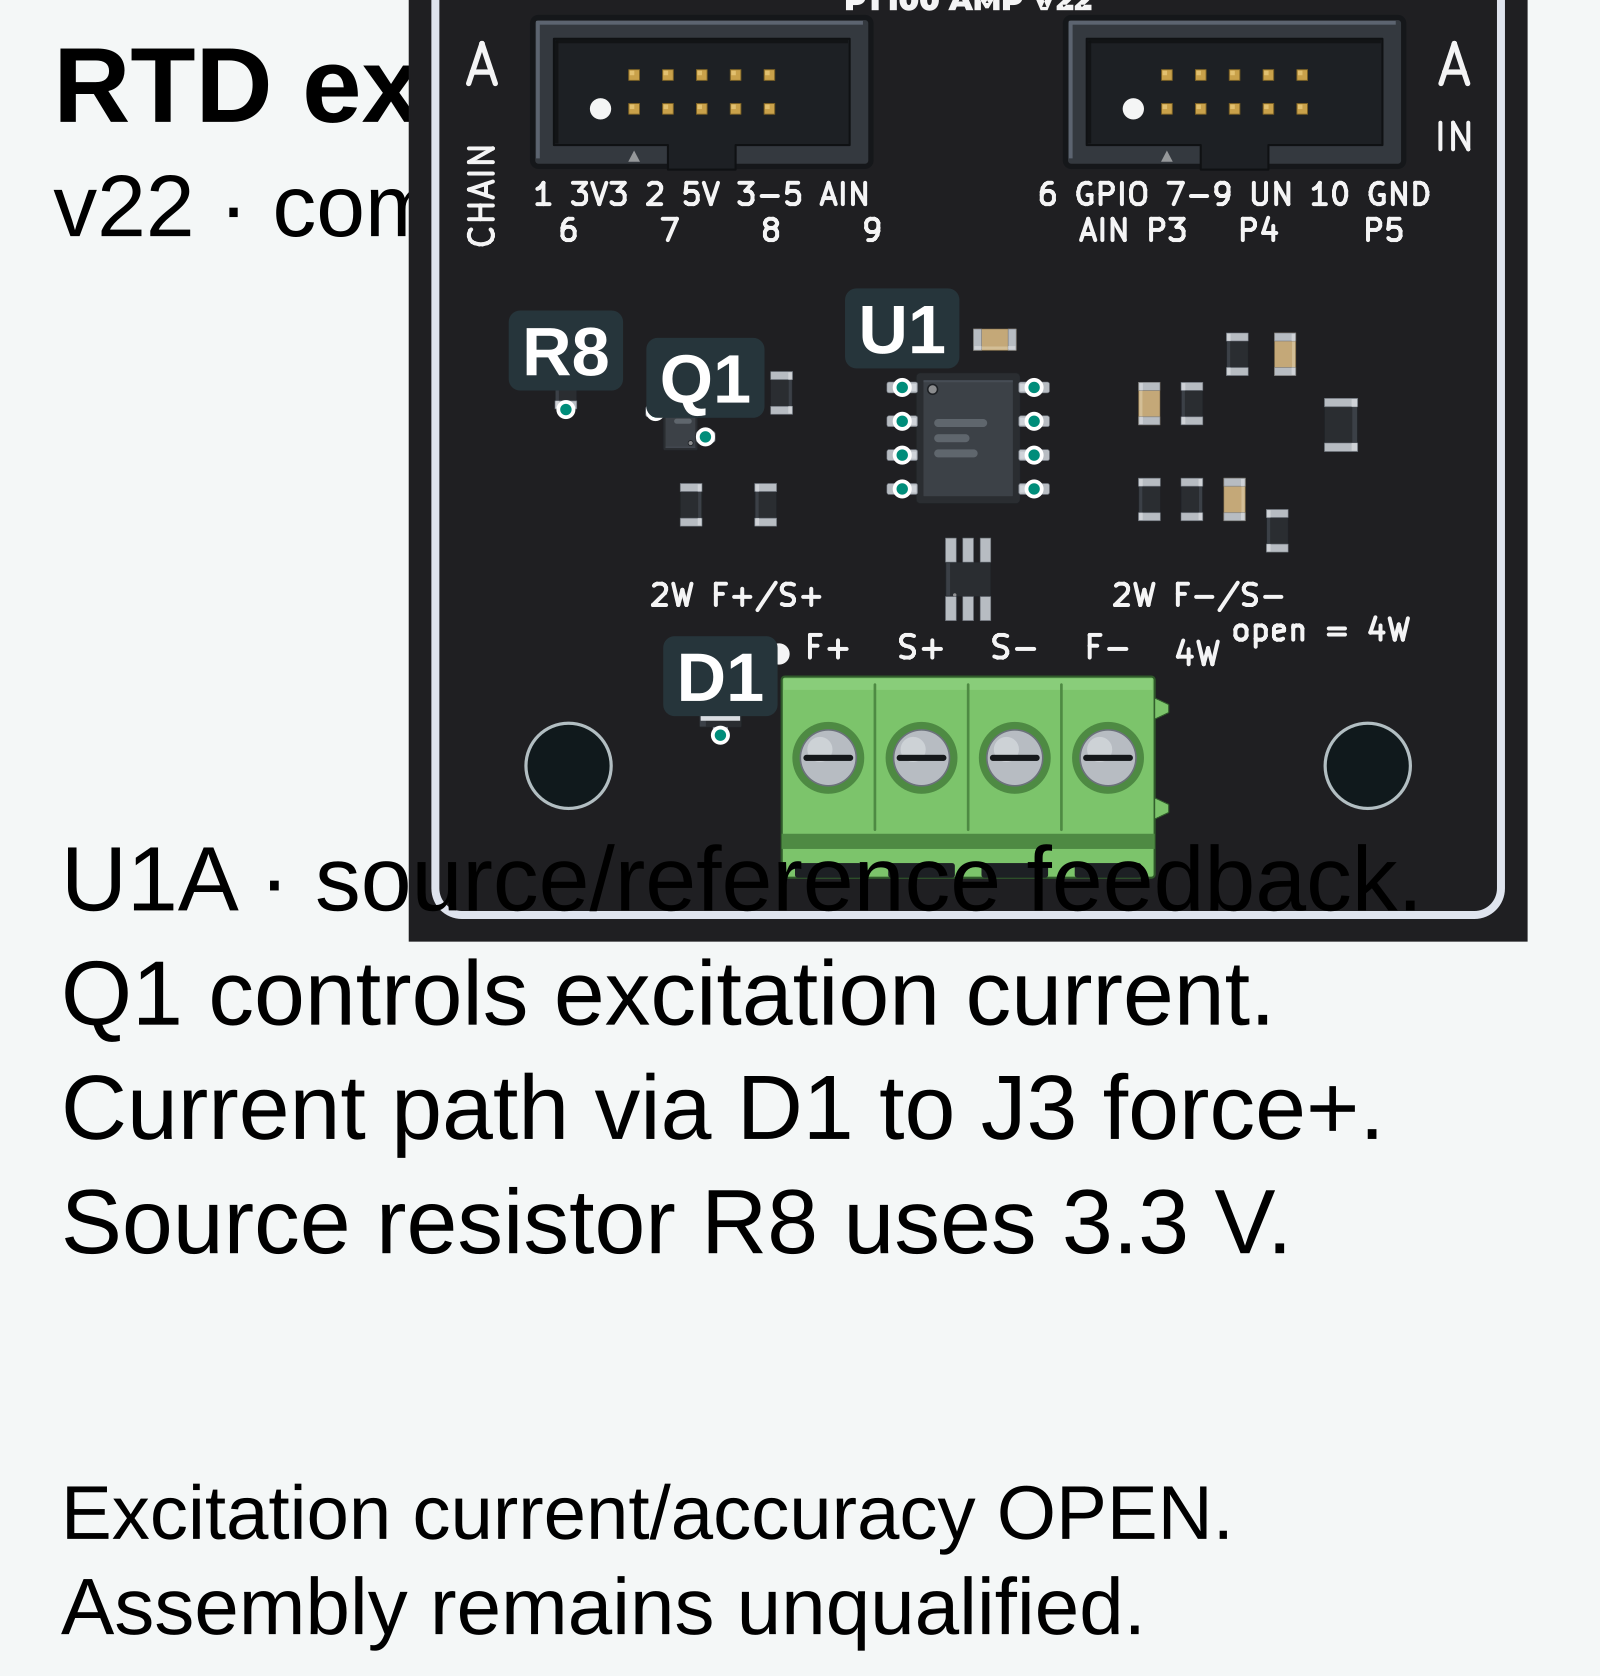 PT100 AMP v22
RTD ex
v22 · com
A
CHAIN
A
IN
1 3V3 2 5V 3-5 AIN
6 7 8 9
6 GPIO 7-9 UN 10 GND
AIN P3 P4 P5
R8
Q1
U1
2W F+/S+
2W F-/S-
open = 4W
4W
F+ S+ S- F-
D1
U1A · source/reference feedback.
Q1 controls excitation current.
Current path via D1 to J3 force+.
Source resistor R8 uses 3.3 V.
Excitation current/accuracy OPEN.
Assembly remains unqualified.